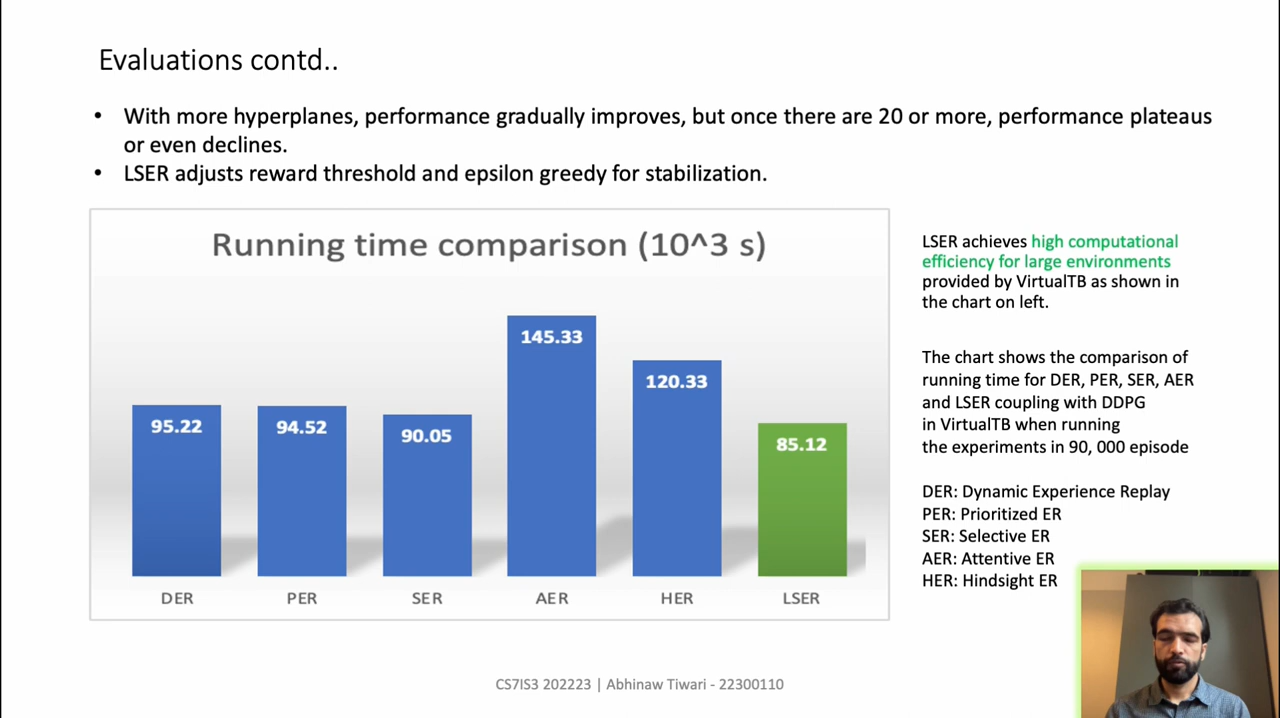 Evaluations contd..
• With more hyperplanes, performance gradually improves, but once there are 20 or more, performance plateaus
or even declines.
• LSER adjusts reward threshold and epsilon greedy for stabilization.
Running time comparison (10^3 s)
95.22
94.52
90.05
145.33
120.33
85.12
DER
PER
SER
AER
HER
LSER
LSER achieves high computational
efficiency for large environments
provided by VirtualTB as shown in
the chart on left.
The chart shows the comparison of
running time for DER, PER, SER, AER
and LSER coupling with DDPG
in VirtualTB when running
the experiments in 90, 000 episode
DER: Dynamic Experience Replay
PER: Prioritized ER
SER: Selective ER
AER: Attentive ER
HER: Hindsight ER
CS7IS3 202223 | Abhinaw Tiwari - 22300110